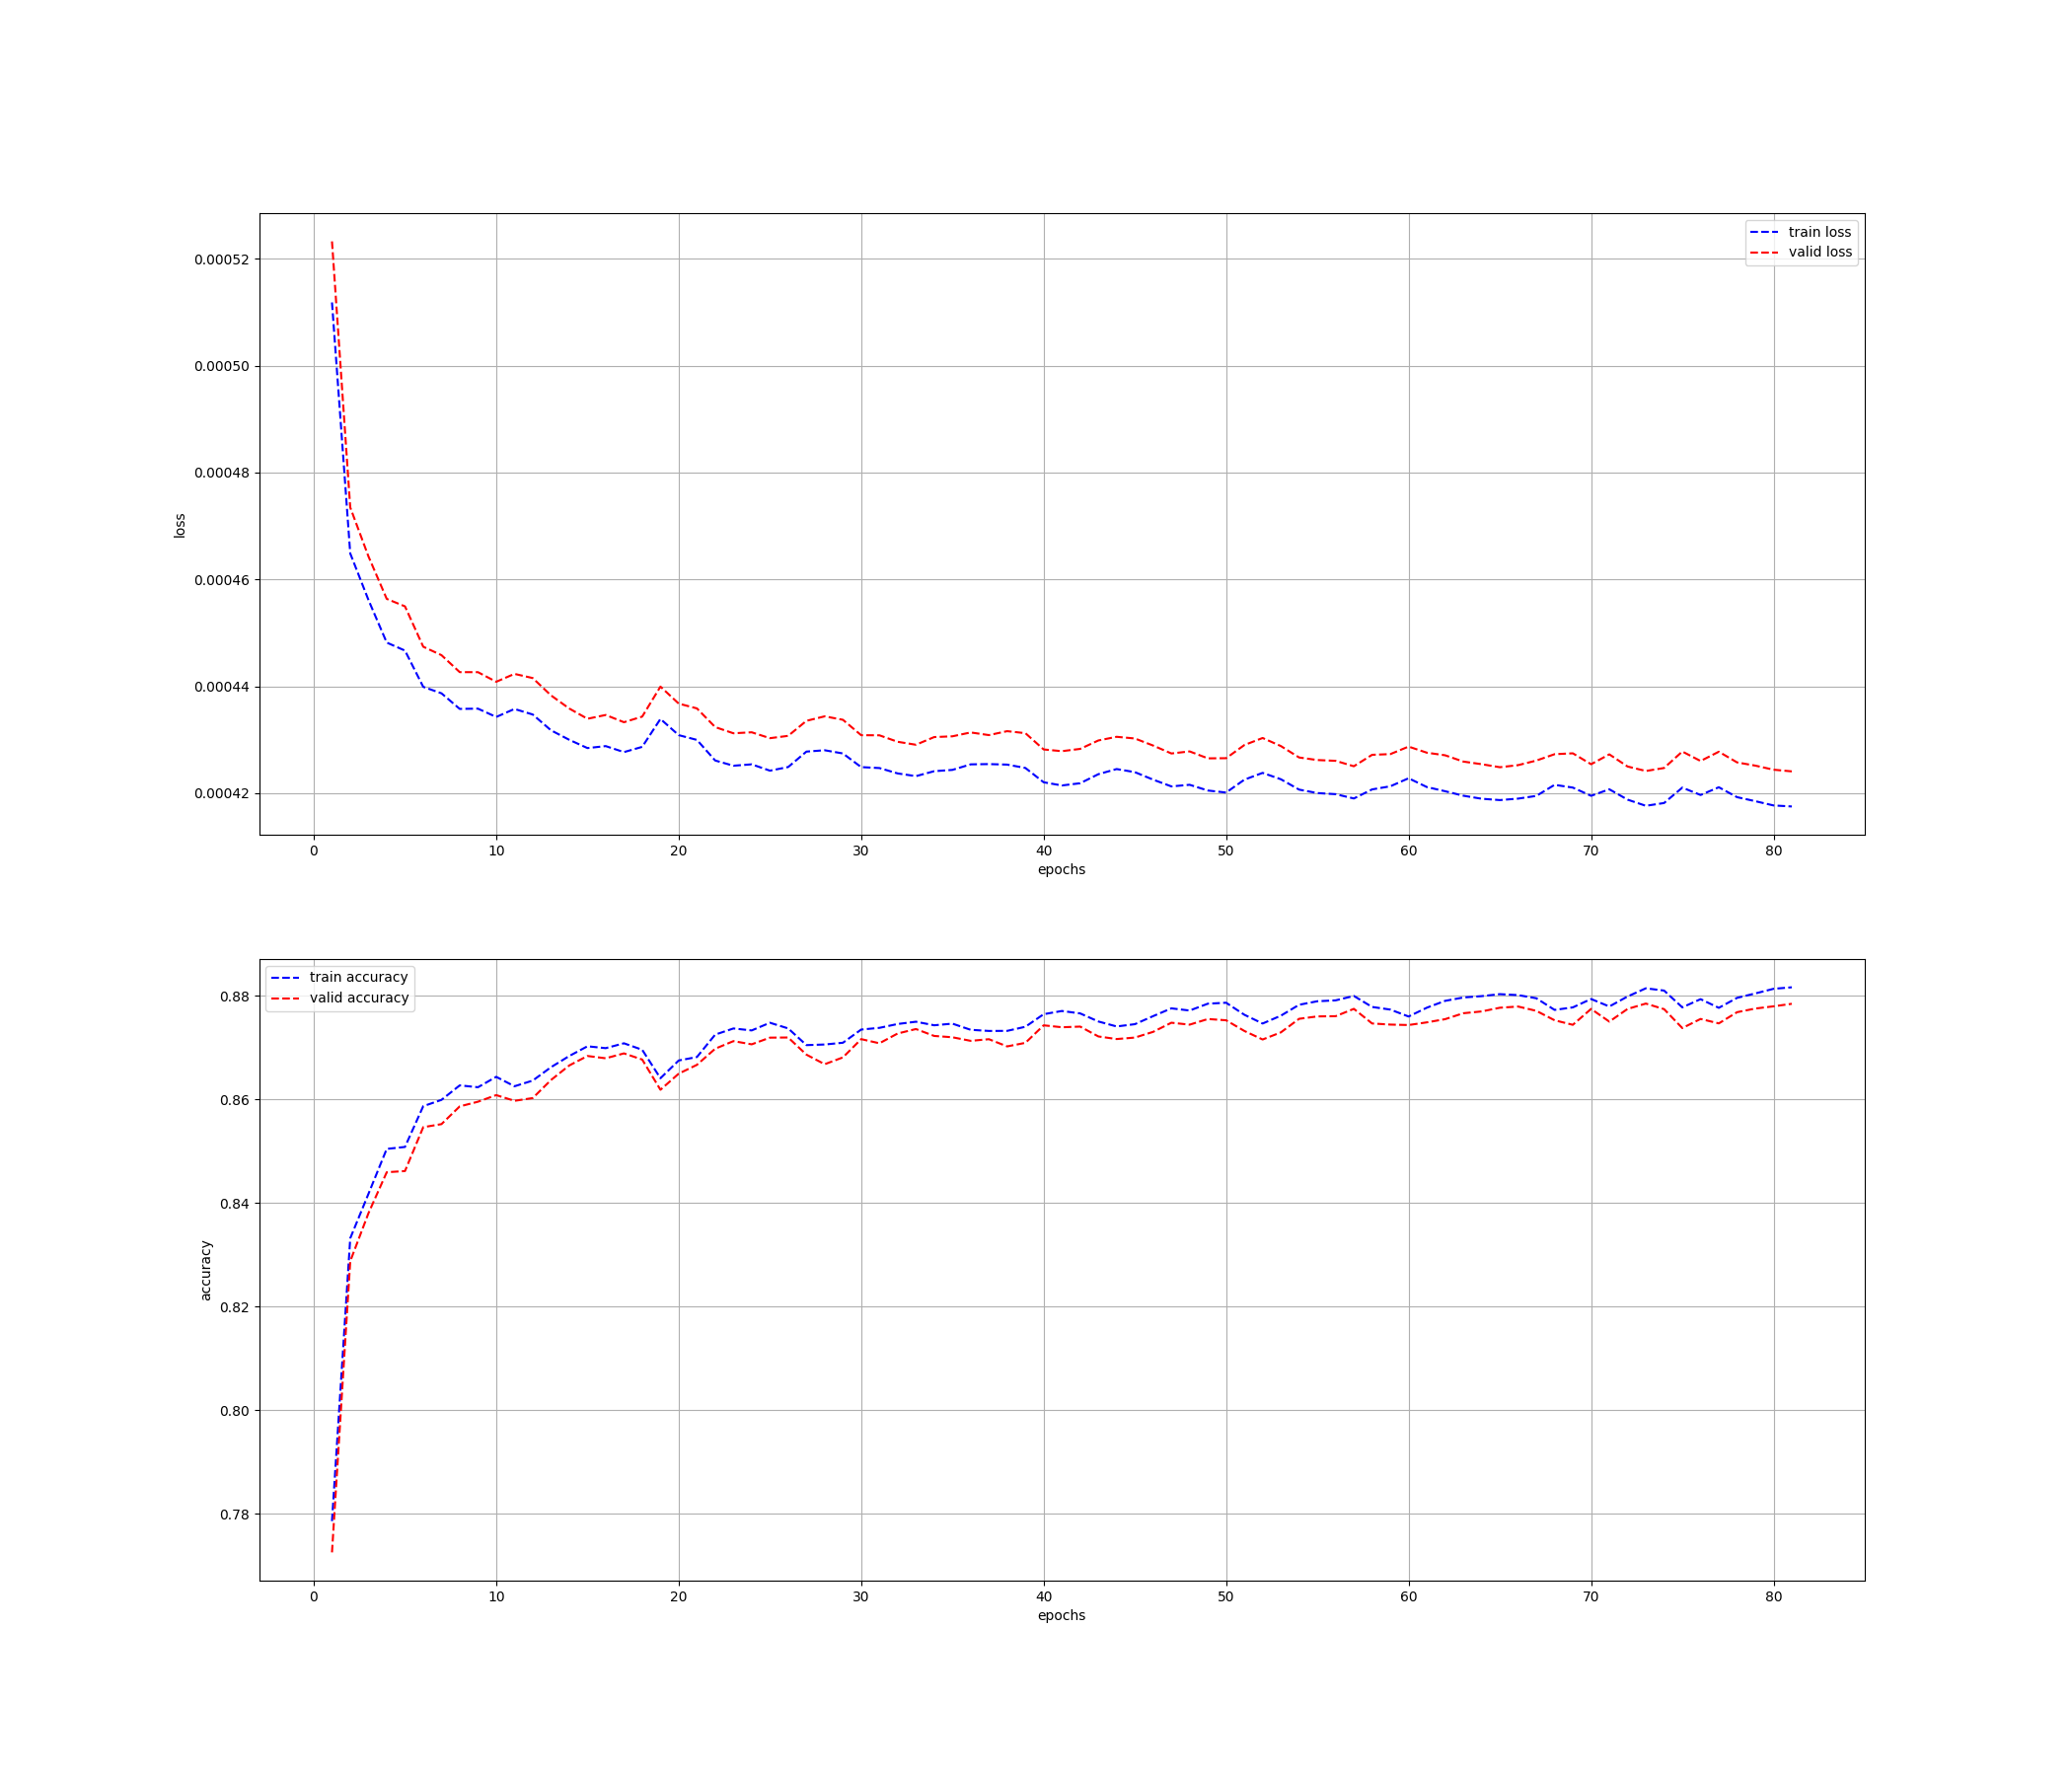 train loss
valid loss
0.00052
0.00050
0.00048
0.00046
0.00044
0.00042
loss
0 10 20 30 40 50 60 70 80
epochs
train accuracy
valid accuracy
0.88
0.86
0.84
0.82
0.80
0.78
accuracy
0 10 20 30 40 50 60 70 80
epochs